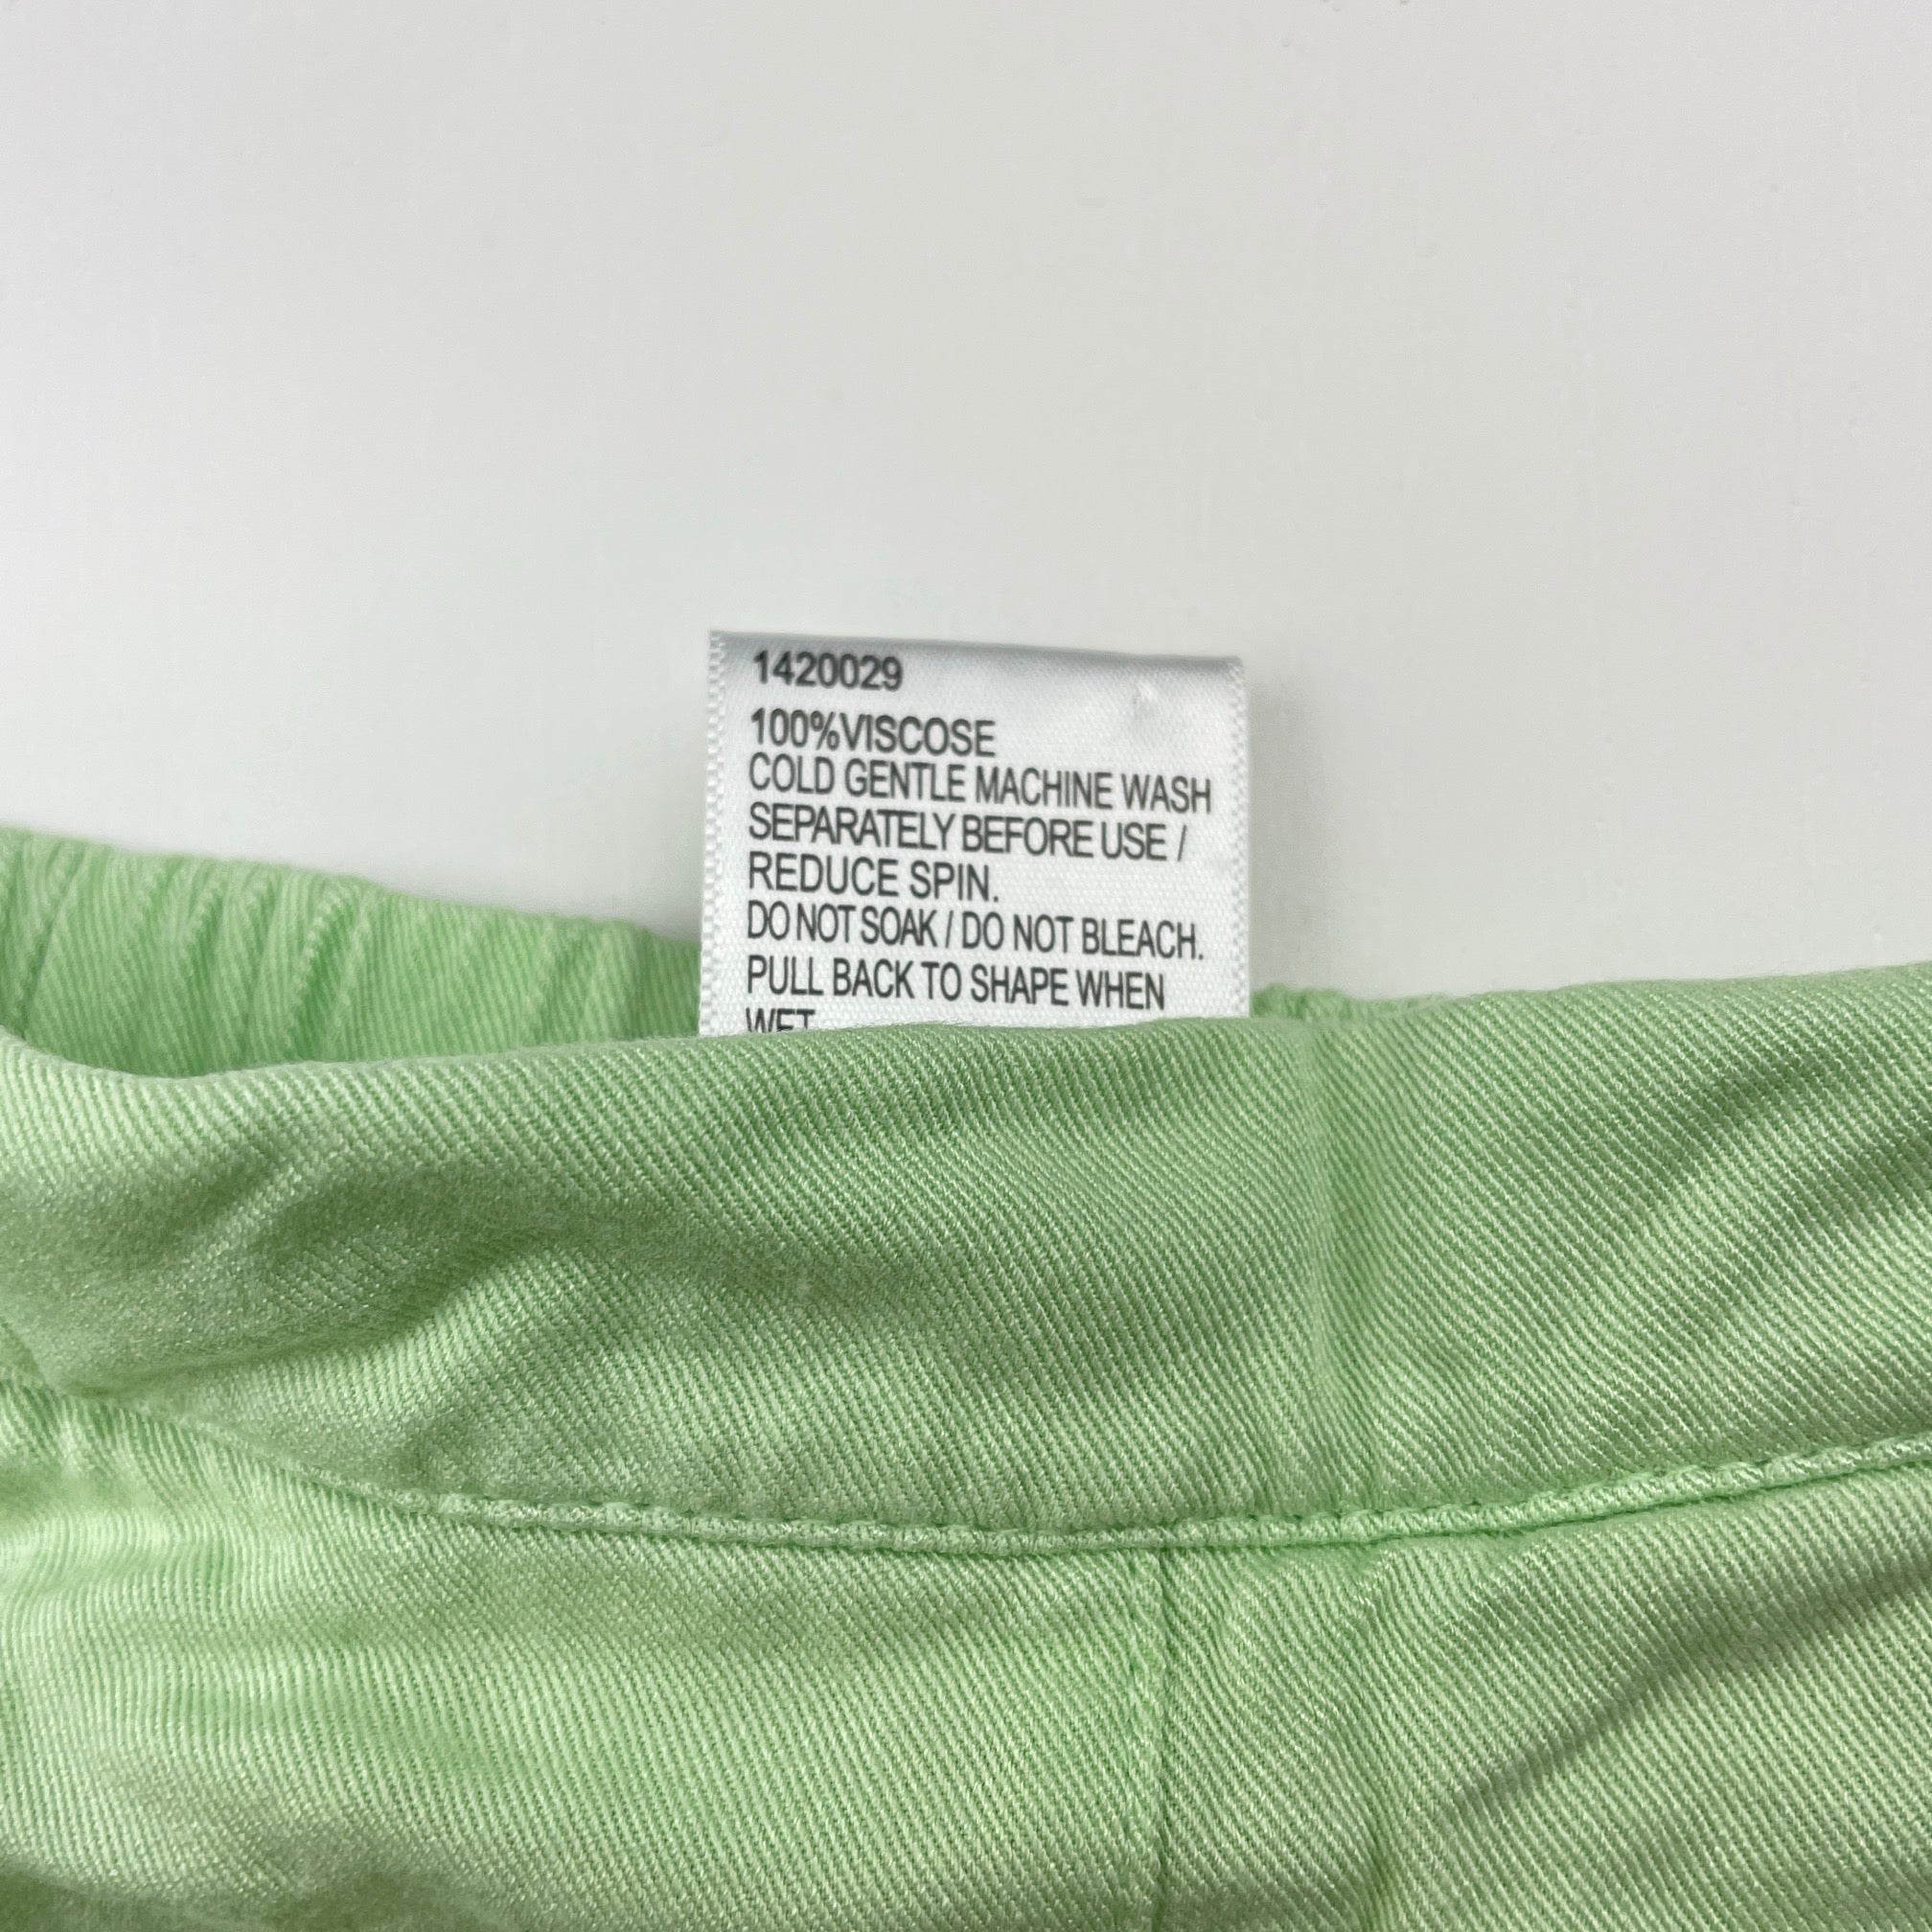 1420029
100%VISCOSE
COLD GENTLE MACHINE WASH
SEPARATELY BEFORE USE /
REDUCE SPIN.
DO NOT SOAK / DO NOT BLEACH.
PULL BACK TO SHAPE WHEN
WET